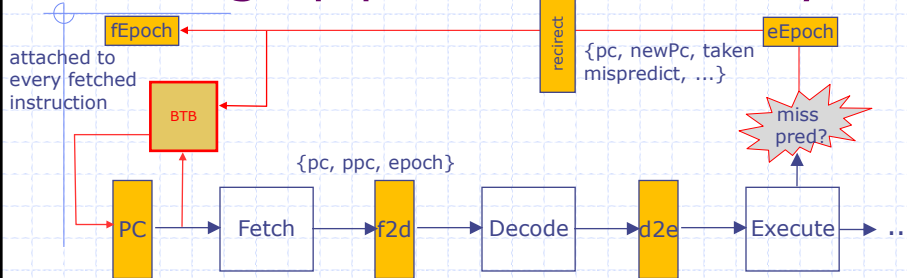 fEpoch
recirect
eEpoch
attached to
every fetched
instruction
{pc, newPc, taken
mispredict, ...}
BTB
miss
pred?
{pc, ppc, epoch}
PC
Fetch
f2d
Decode
d2e
Execute
..